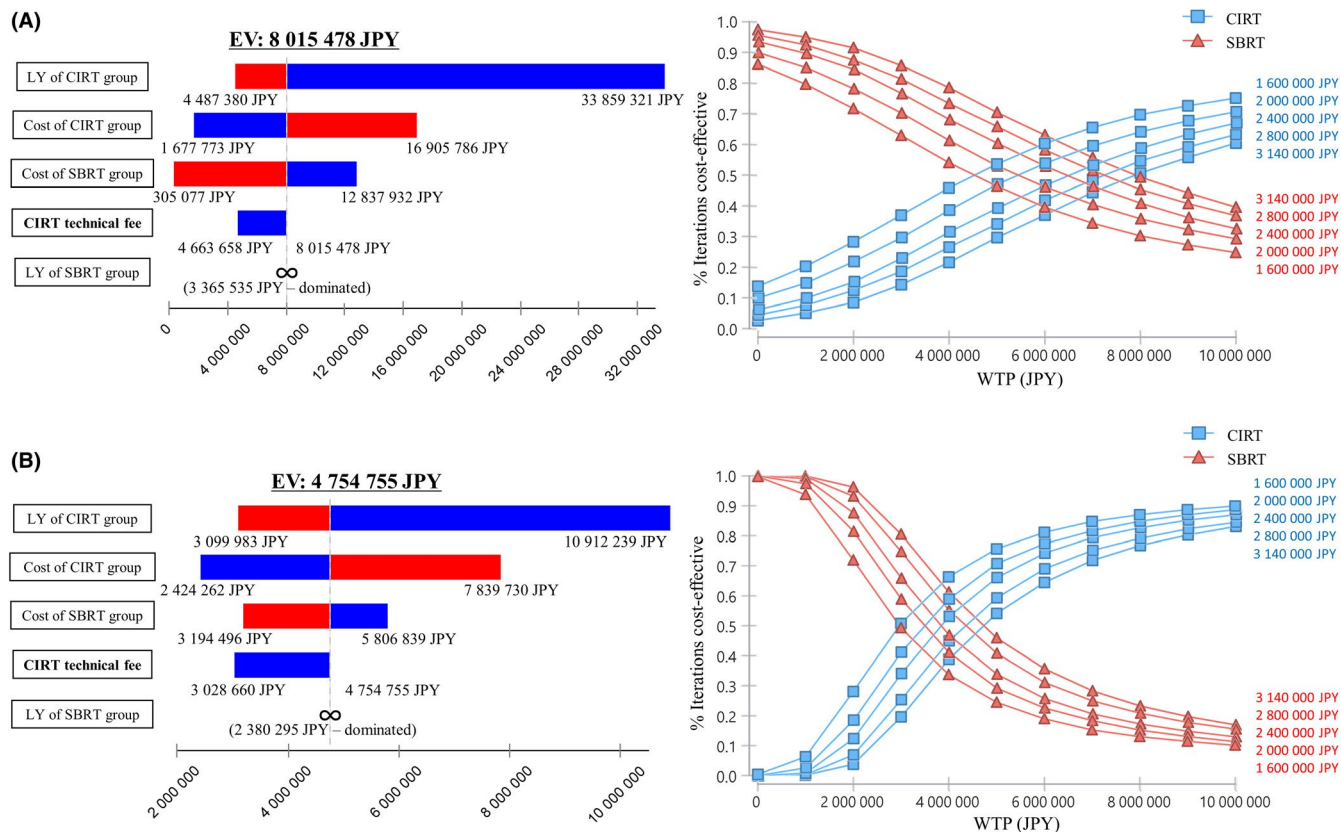 (A)
EV: 8 015 478 JPY
LY of CIRT group
4 487 380 JPY
33 859 321 JPY
Cost of CIRT group
1 677 773 JPY
16 905 786 JPY
Cost of SBRT group
305 077 JPY
12 837 932 JPY
CIRT technical fee
4 663 658 JPY
8 015 478 JPY
LY of SBRT group
∞
(3 365 535 JPY – dominated)
0
4 000 000
8 000 000
12 000 000
16 000 000
20 000 000
24 000 000
28 000 000
32 000 000
CIRT
SBRT
% Iterations cost-effective
1.0
0.9
0.8
0.7
0.6
0.5
0.4
0.3
0.2
0.1
0.0
1 600 000 JPY
2 000 000 JPY
2 400 000 JPY
2 800 000 JPY
3 140 000 JPY
3 140 000 JPY
2 800 000 JPY
2 400 000 JPY
2 000 000 JPY
1 600 000 JPY
0 2 000 000 4 000 000 6 000 000 8 000 000 10 000 000
WTP (JPY)
(B)
EV: 4 754 755 JPY
LY of CIRT group
3 099 983 JPY
10 912 239 JPY
Cost of CIRT group
2 424 262 JPY
7 839 730 JPY
Cost of SBRT group
3 194 496 JPY
5 806 839 JPY
CIRT technical fee
3 028 660 JPY
4 754 755 JPY
LY of SBRT group
∞
(2 380 295 JPY – dominated)
2 000 000
4 000 000
6 000 000
8 000 000
10 000 000
CIRT
SBRT
% Iterations cost-effective
1.0
0.9
0.8
0.7
0.6
0.5
0.4
0.3
0.2
0.1
0.0
1 600 000 JPY
2 000 000 JPY
2 400 000 JPY
2 800 000 JPY
3 140 000 JPY
3 140 000 JPY
2 800 000 JPY
2 400 000 JPY
2 000 000 JPY
1 600 000 JPY
0 2 000 000 4 000 000 6 000 000 8 000 000 10 000 000
WTP (JPY)